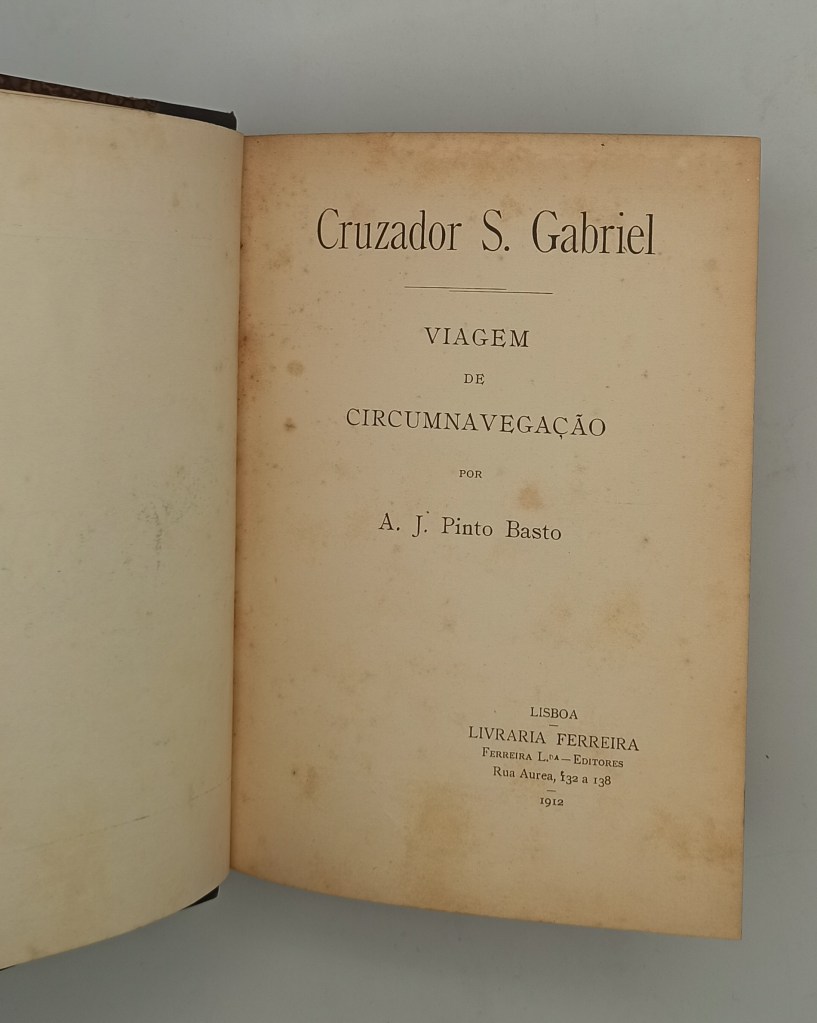 Cruzador S. Gabriel
VIAGEM
DE
CIRCUMNAVEGAÇÃO
POR
A. J. Pinto Basto
LISBOA
LIVRARIA FERREIRA
FERREIRA L.DA — EDITORES
Rua Aurea, 132 a 138
1912